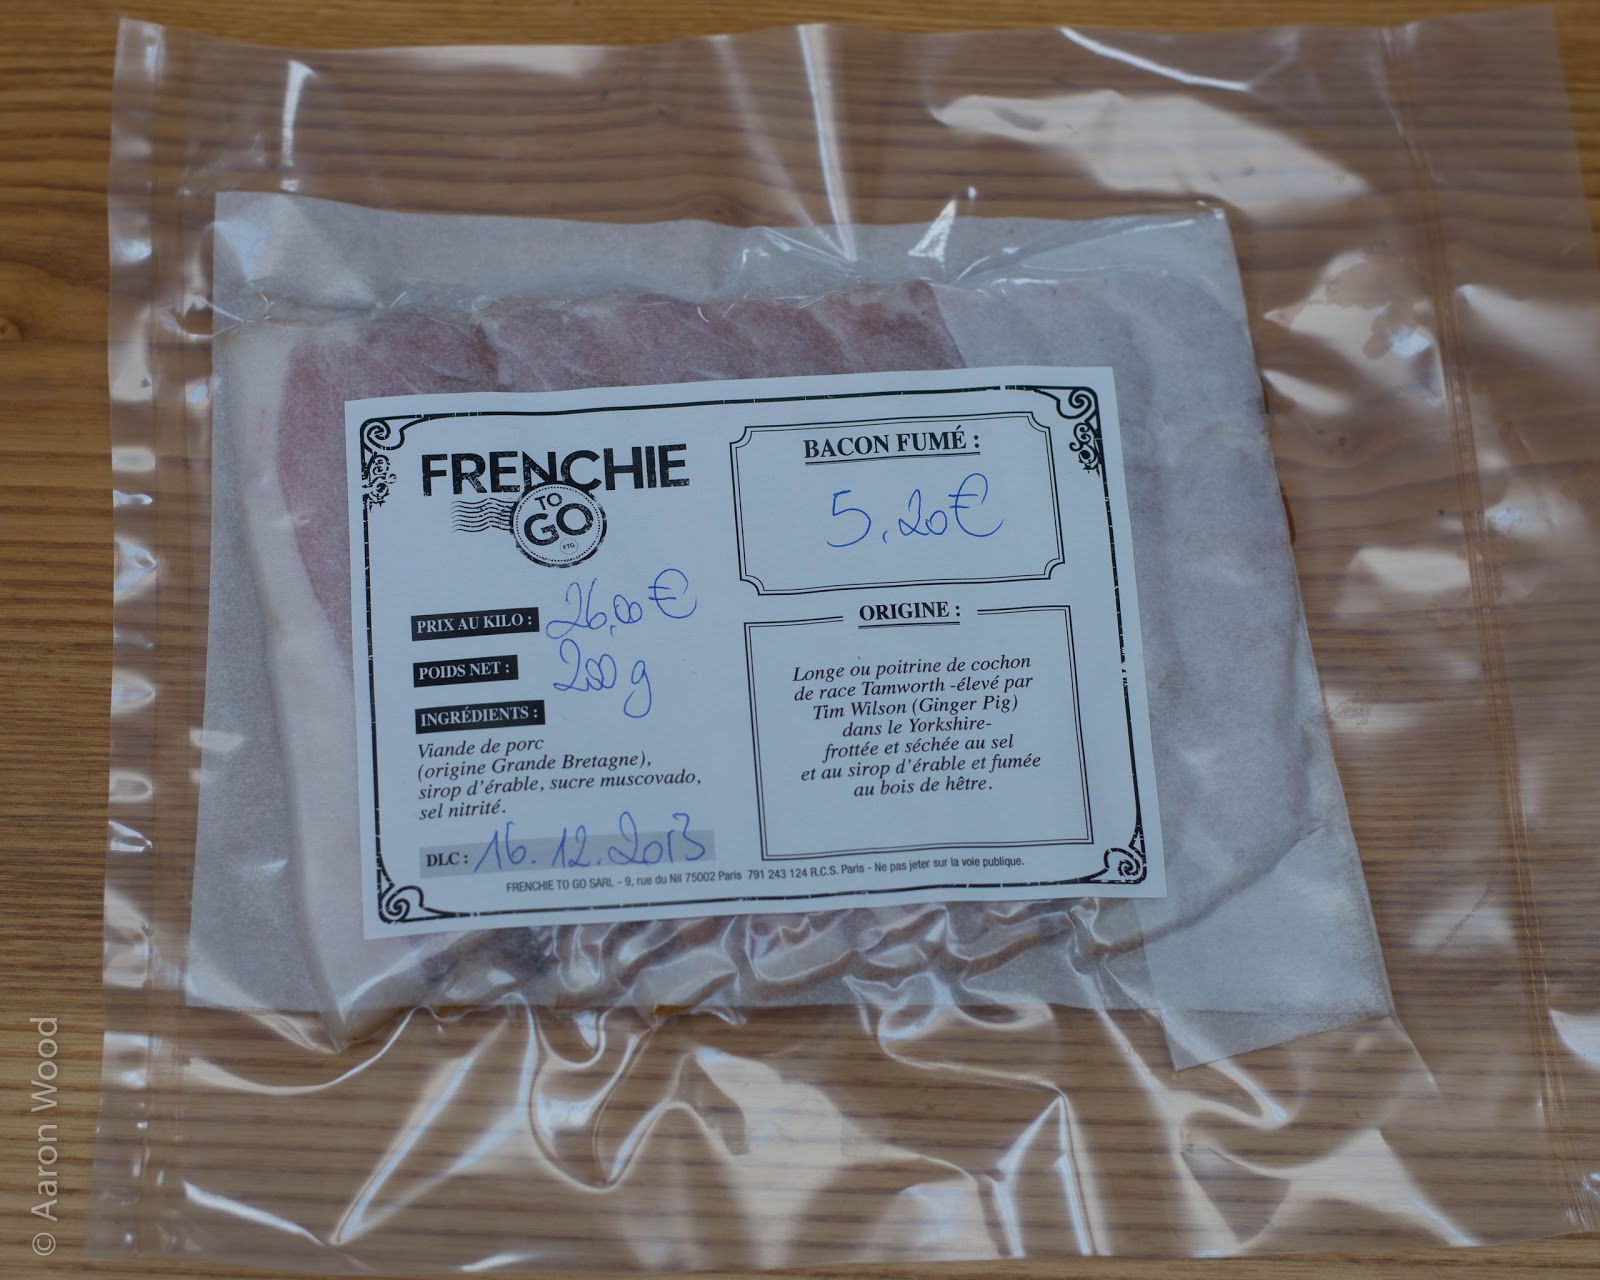 FRENCHIE
TO
GO
FTG
PRIX AU KILO : 26,00 €
POIDS NET : 200 g
INGRÉDIENTS :
Viande de porc
(origine Grande Bretagne),
sirop d'érable, sucre muscovado,
sel nitrité.
DLC : 16.12.2013
BACON FUMÉ :
5,20€
ORIGINE :
Longe ou poitrine de cochon
de race Tamworth -élevé par
Tim Wilson (Ginger Pig)
dans le Yorkshire-
frottée et séchée au sel
et au sirop d'érable et fumée
au bois de hêtre.
FRENCHIE TO GO SARL - 9, rue du Nil 75002 Paris 791 243 124 R.C.S. Paris - Ne pas jeter sur la voie publique.
© Aaron Wood